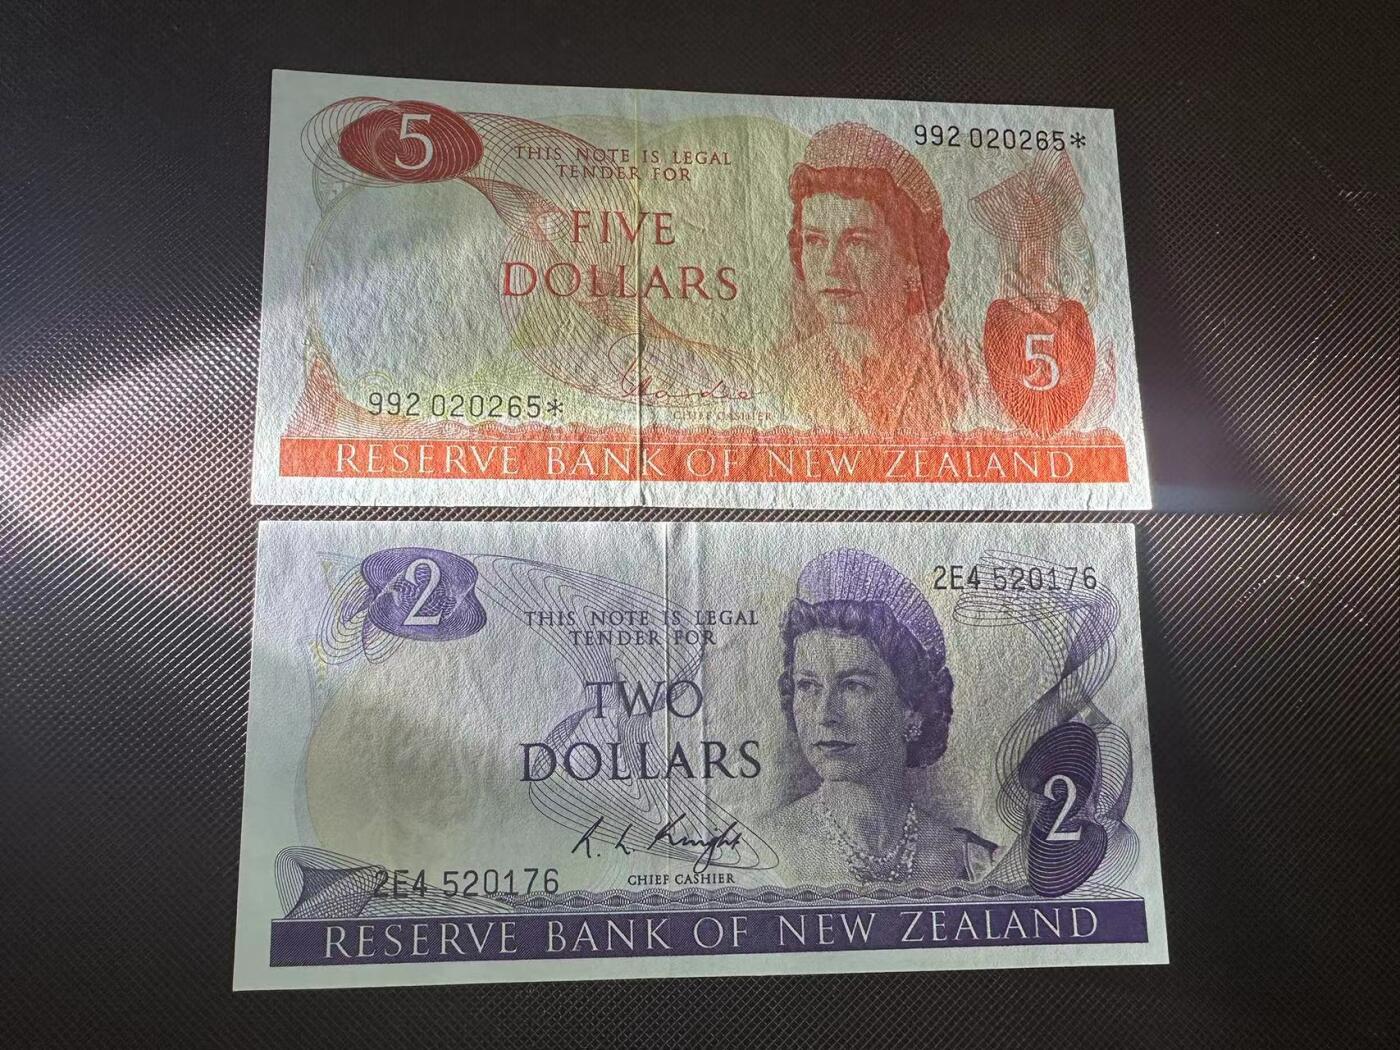 5
992 020265*
THIS NOTE IS LEGAL
TENDER FOR
FIVE
DOLLARS
5
Hardie
CHIEF CASHIER
992 020265*
RESERVE BANK OF NEW ZEALAND
2
2E4 520176
THIS NOTE IS LEGAL
TENDER FOR
TWO
DOLLARS
2
R. L. Knight
CHIEF CASHIER
2E4 520176
RESERVE BANK OF NEW ZEALAND